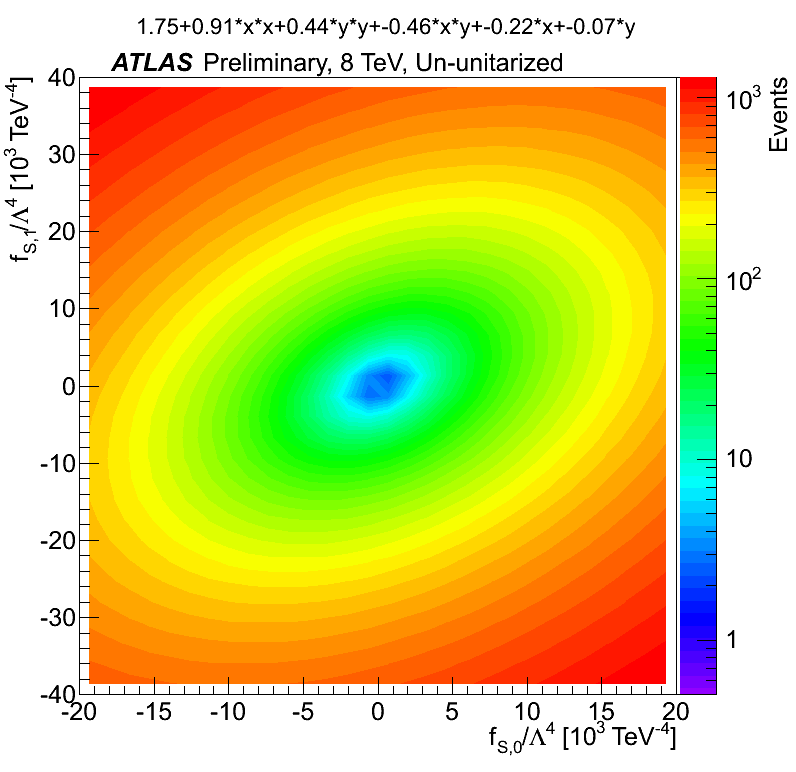 1.75+0.91*x*x+0.44*y*y+-0.46*x*y+-0.22*x+-0.07*y
ATLAS Preliminary, 8 TeV, Un-unitarized
f_S,1/Λ^4 [10^3 TeV^-4]
40
30
20
10
0
-10
-20
-30
-40
-20 -15 -10 -5 0 5 10 15 20
f_S,0/Λ^4 [10^3 TeV^-4]
Events
10^3
10^2
10
1